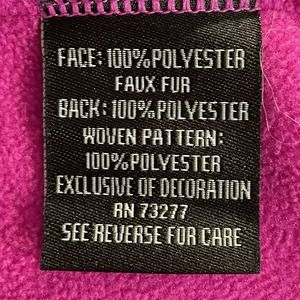 FACE: 100% POLYESTER
FAUX FUR
BACK: 100% POLYESTER
WOVEN PATTERN:
100% POLYESTER
EXCLUSIVE OF DECORATION
RN 73277
SEE REVERSE FOR CARE